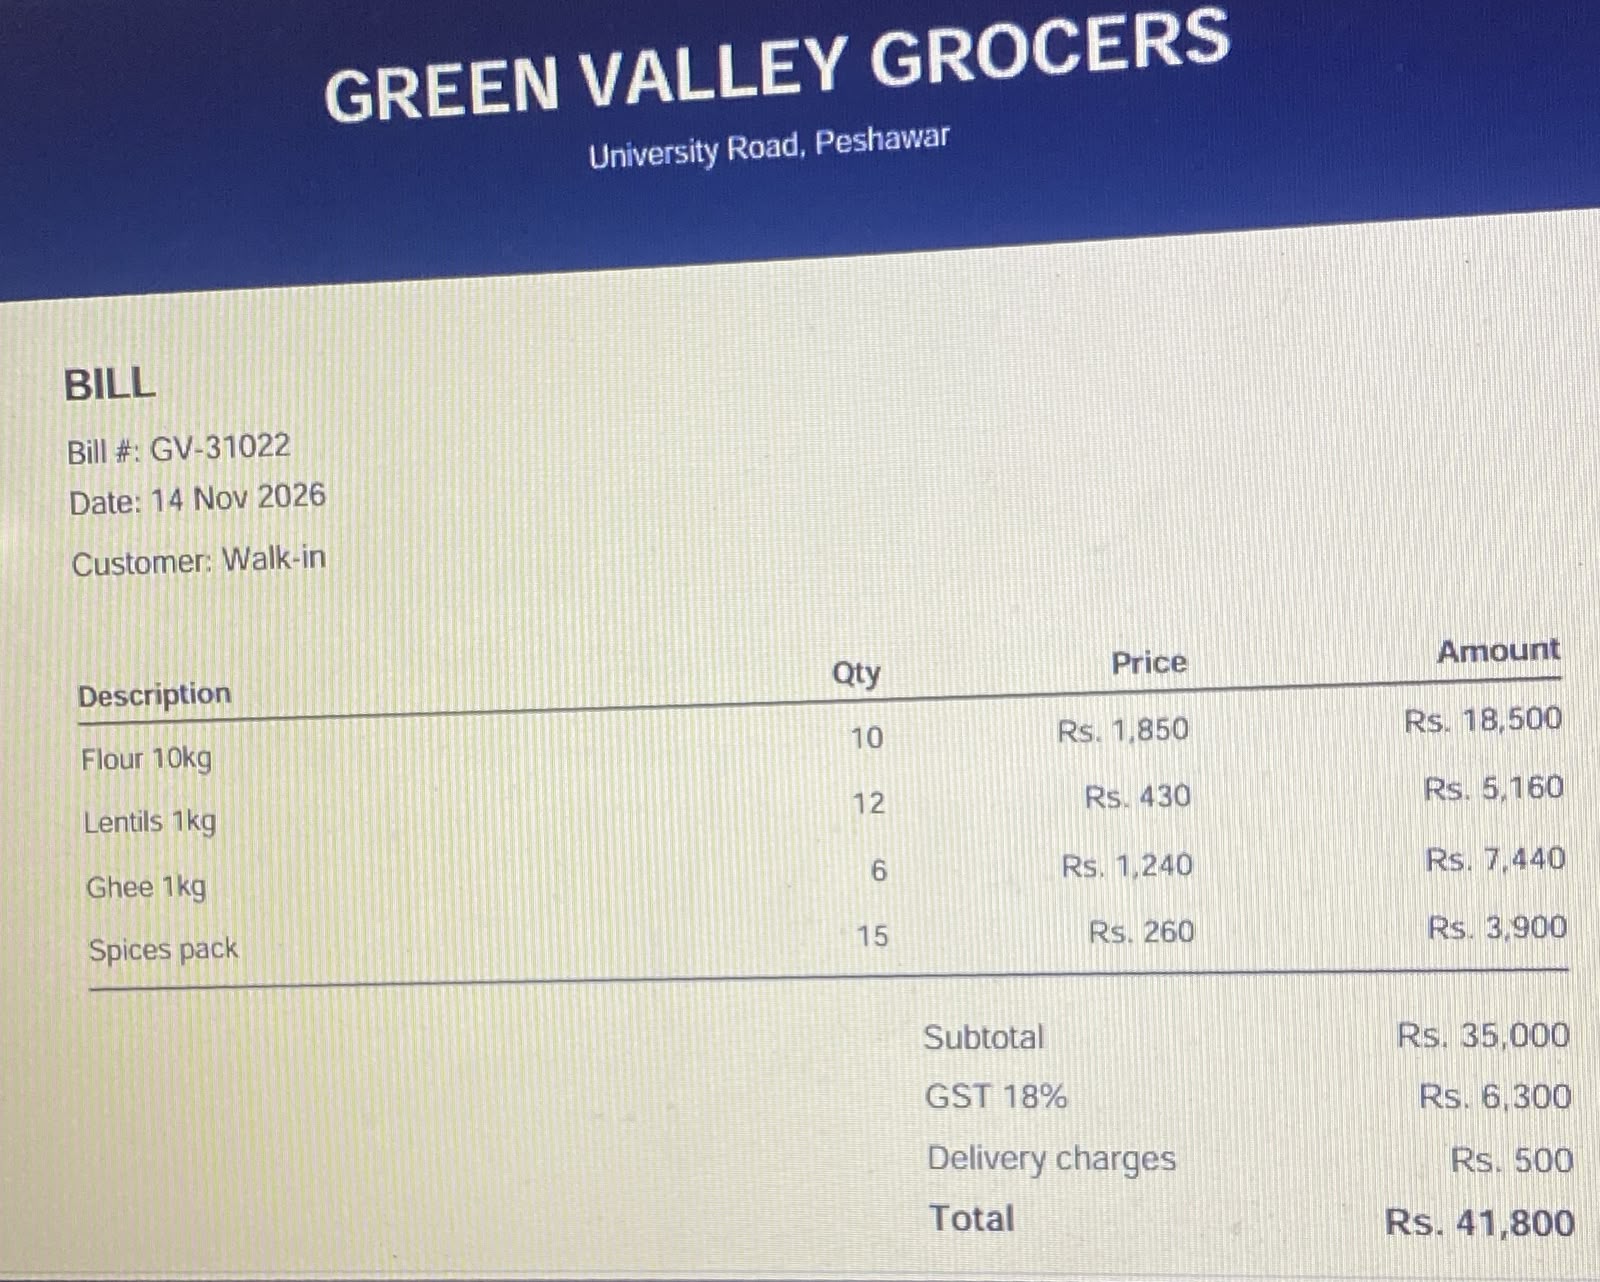 GREEN VALLEY GROCERS
University Road, Peshawar
BILL
Bill #: GV-31022
Date: 14 Nov 2026
Customer: Walk-in
Description Qty Price Amount
Flour 10kg 10 Rs. 1,850 Rs. 18,500
Lentils 1kg 12 Rs. 430 Rs. 5,160
Ghee 1kg 6 Rs. 1,240 Rs. 7,440
Spices pack 15 Rs. 260 Rs. 3,900
Subtotal Rs. 35,000
GST 18% Rs. 6,300
Delivery charges Rs. 500
Total Rs. 41,800